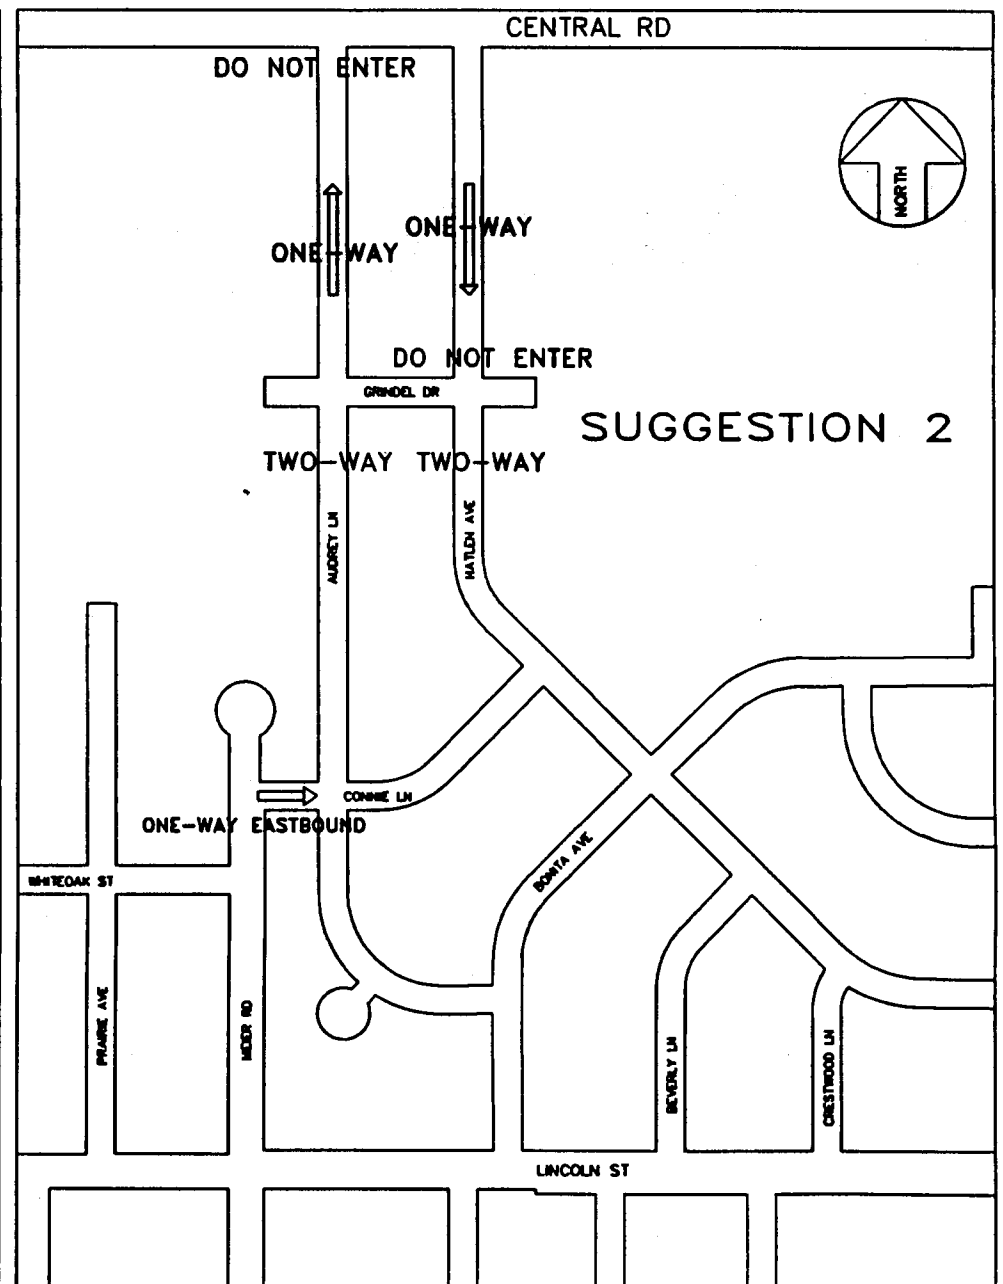 CENTRAL RD
DO NOT ENTER
NORTH
ONE-WAY
ONE-WAY
DO NOT ENTER
GRINDEL DR
SUGGESTION 2
TWO-WAY
TWO-WAY
AUDREY LN
HATLEN AVE
CONNIE LN
ONE-WAY EASTBOUND
BONITA AVE
WHITEOAK ST
PRAIRIE AVE
MEIER RD
BEVERLY LN
CRESTWOOD LN
LINCOLN ST